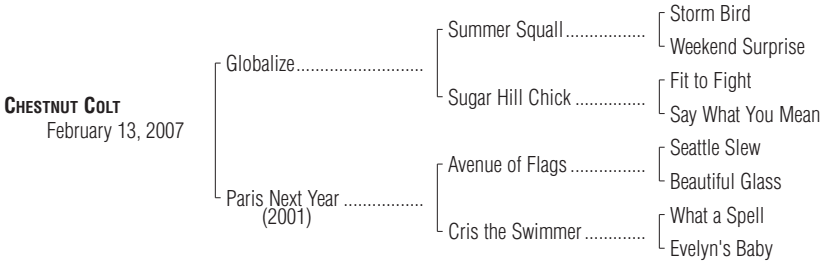 Storm Bird
Summer Squall................
Weekend Surprise
Globalize.........................
Fit to Fight
Sugar Hill Chick ..............
Say What You Mean
CHESTNUT COLT
February 13, 2007
Seattle Slew
Avenue of Flags ...............
Beautiful Glass
Paris Next Year ................
(2001)
What a Spell
Cris the Swimmer.............
Evelyn's Baby